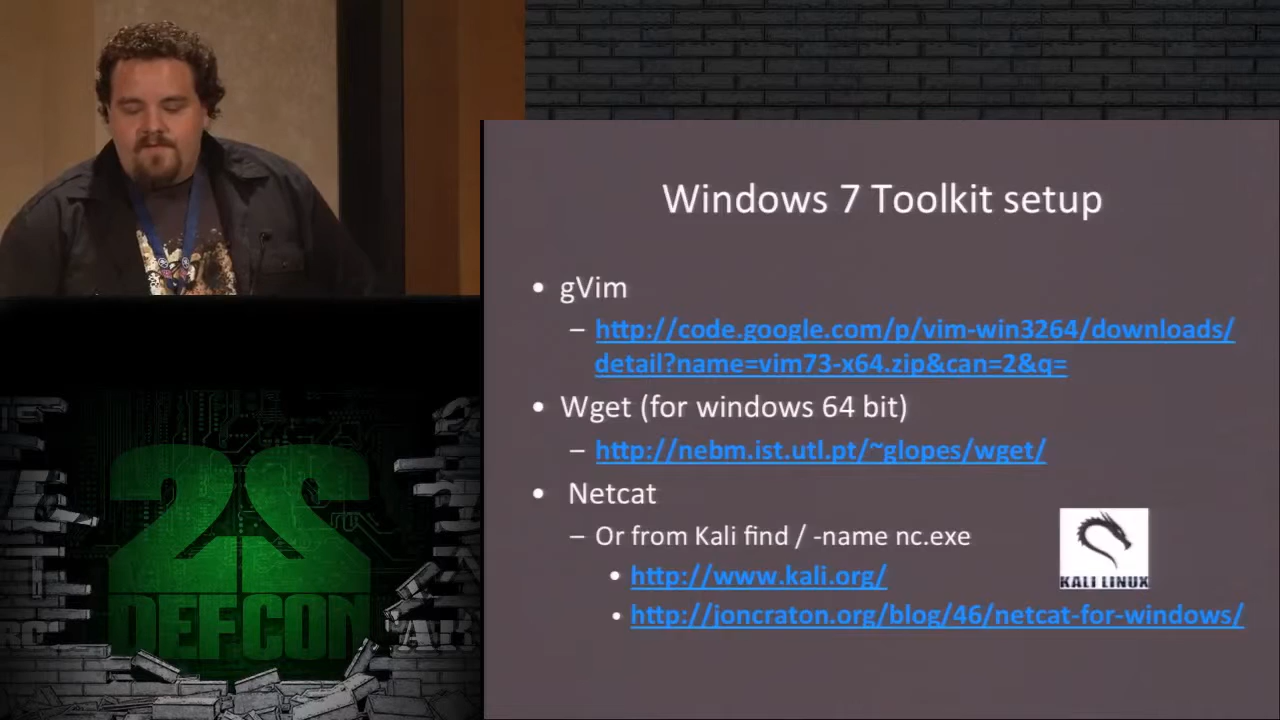 Windows 7 Toolkit setup
• gVim
– http://code.google.com/p/vim-win3264/downloads/
detail?name=vim73-x64.zip&can=2&q=
• Wget (for windows 64 bit)
– http://nebm.ist.utl.pt/~glopes/wget/
• Netcat
– Or from Kali find / -name nc.exe
KALI LINUX
• http://www.kali.org/
• http://joncraton.org/blog/46/netcat-for-windows/
22
DEFCON